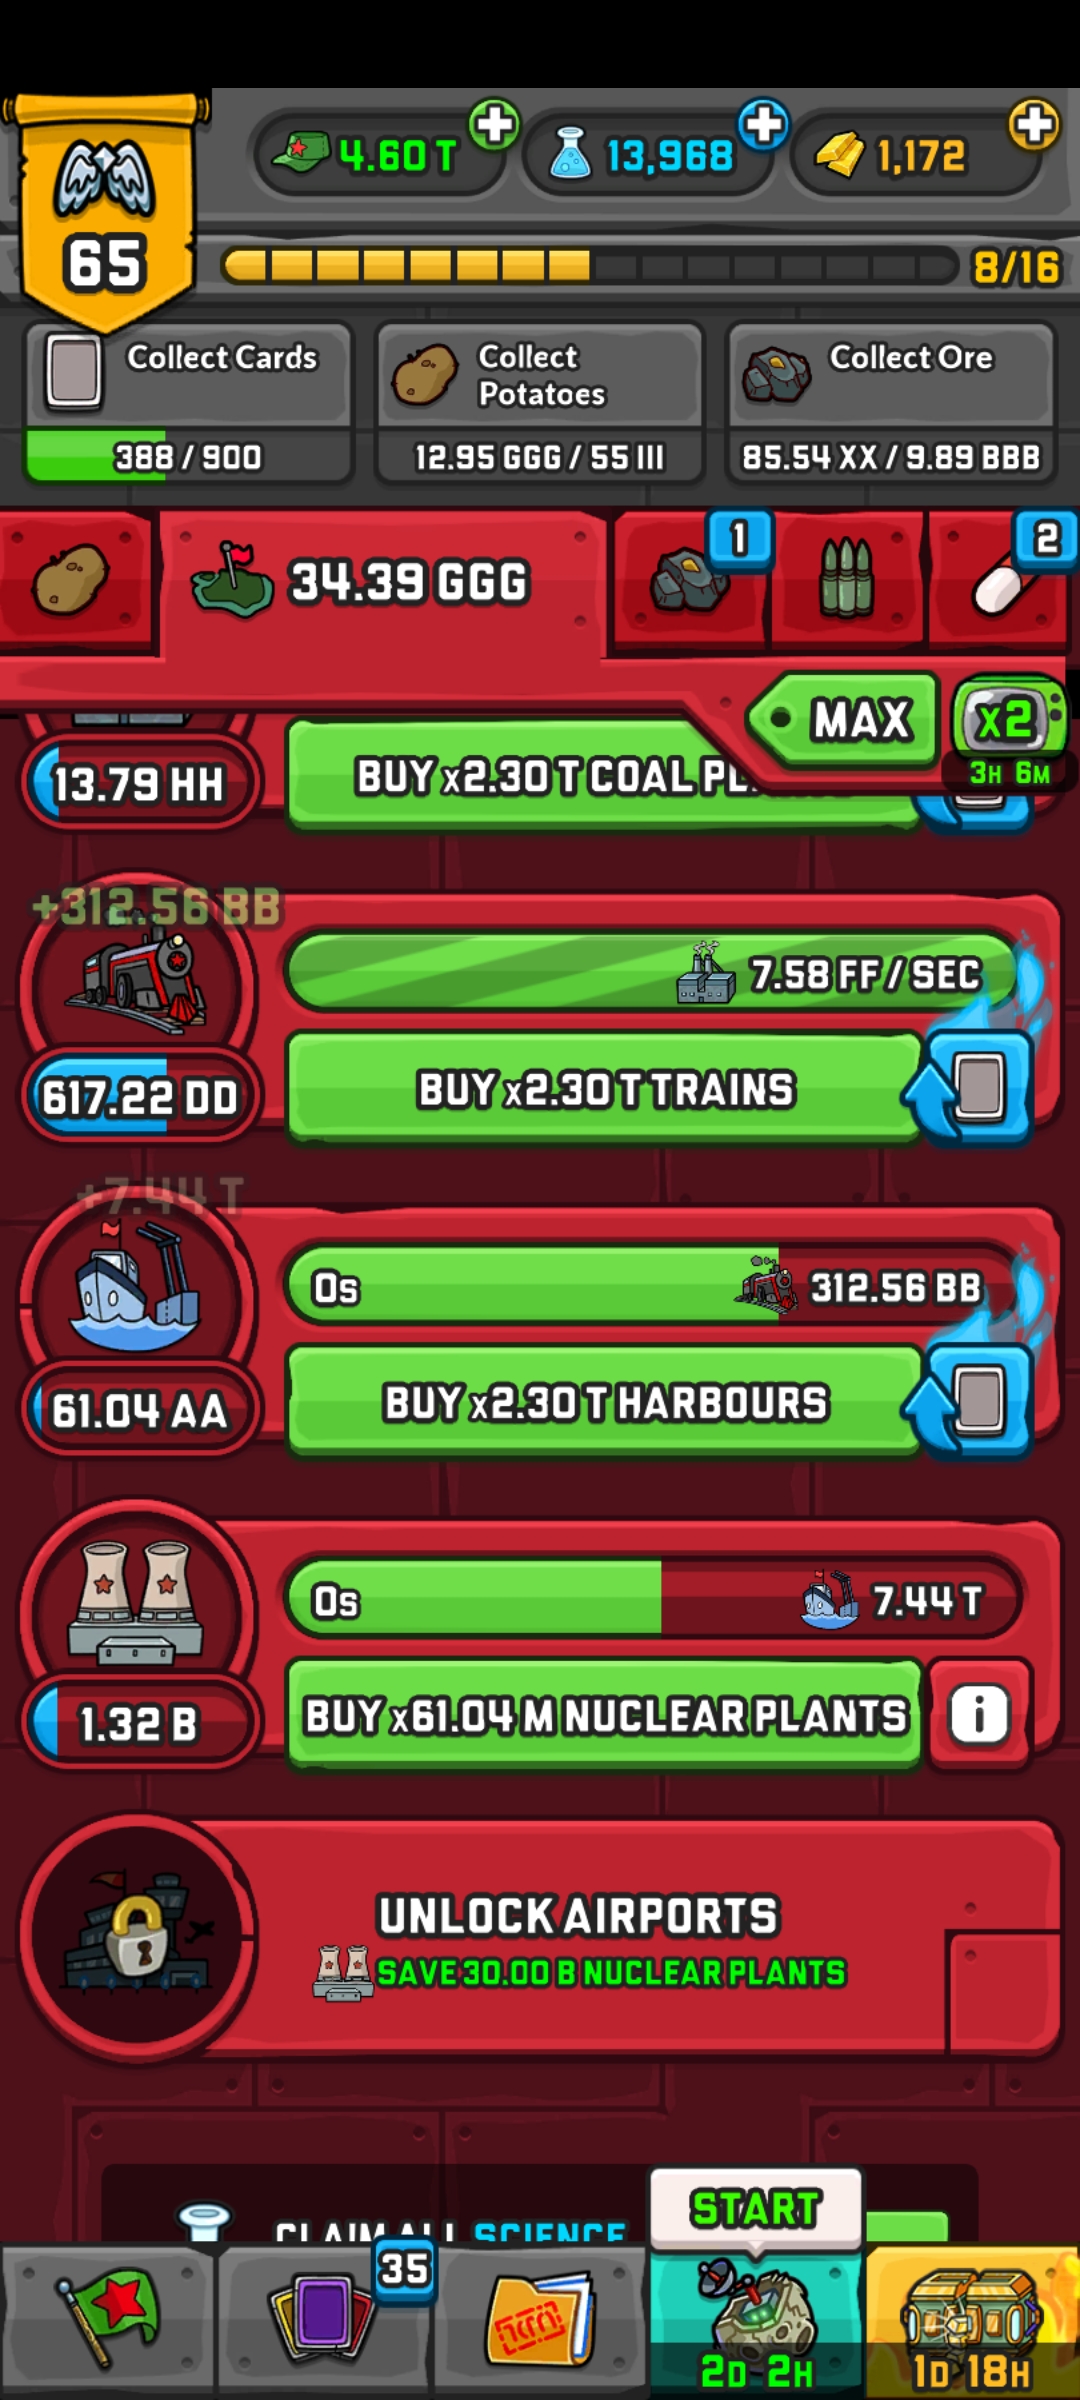 4.60 T
13,968
1,172
65
8/16
Collect Cards
388 / 900
Collect
Potatoes
12.95 GGG / 55 III
Collect Ore
85.54 XX / 9.89 BBB
34.39 GGG
1
2
MAX
x2
3H 6M
13.79 HH
BUY x2.30 T COAL PL
+312.56 BB
7.58 FF / SEC
617.22 DD
BUY x2.30 T TRAINS
+7.44 T
0s
312.56 BB
61.04 AA
BUY x2.30 T HARBOURS
0s
7.44 T
1.32 B
BUY x61.04 M NUCLEAR PLANTS
i
UNLOCK AIRPORTS
SAVE 30.00 B NUCLEAR PLANTS
CLAIM ALL SCIENCE
START
35
2D 2H
1D 18H